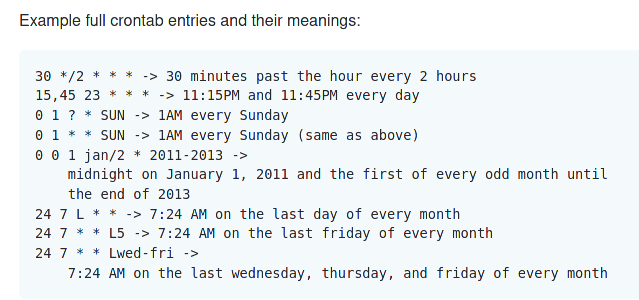 Example full crontab entries and their meanings:
30 */2 * * * -> 30 minutes past the hour every 2 hours
15,45 23 * * * -> 11:15PM and 11:45PM every day
0 1 ? * SUN -> 1AM every Sunday
0 1 * * SUN -> 1AM every Sunday (same as above)
0 0 1 jan/2 * 2011-2013 ->
midnight on January 1, 2011 and the first of every odd month until
the end of 2013
24 7 L * * -> 7:24 AM on the last day of every month
24 7 * * L5 -> 7:24 AM on the last friday of every month
24 7 * * Lwed-fri ->
7:24 AM on the last wednesday, thursday, and friday of every month